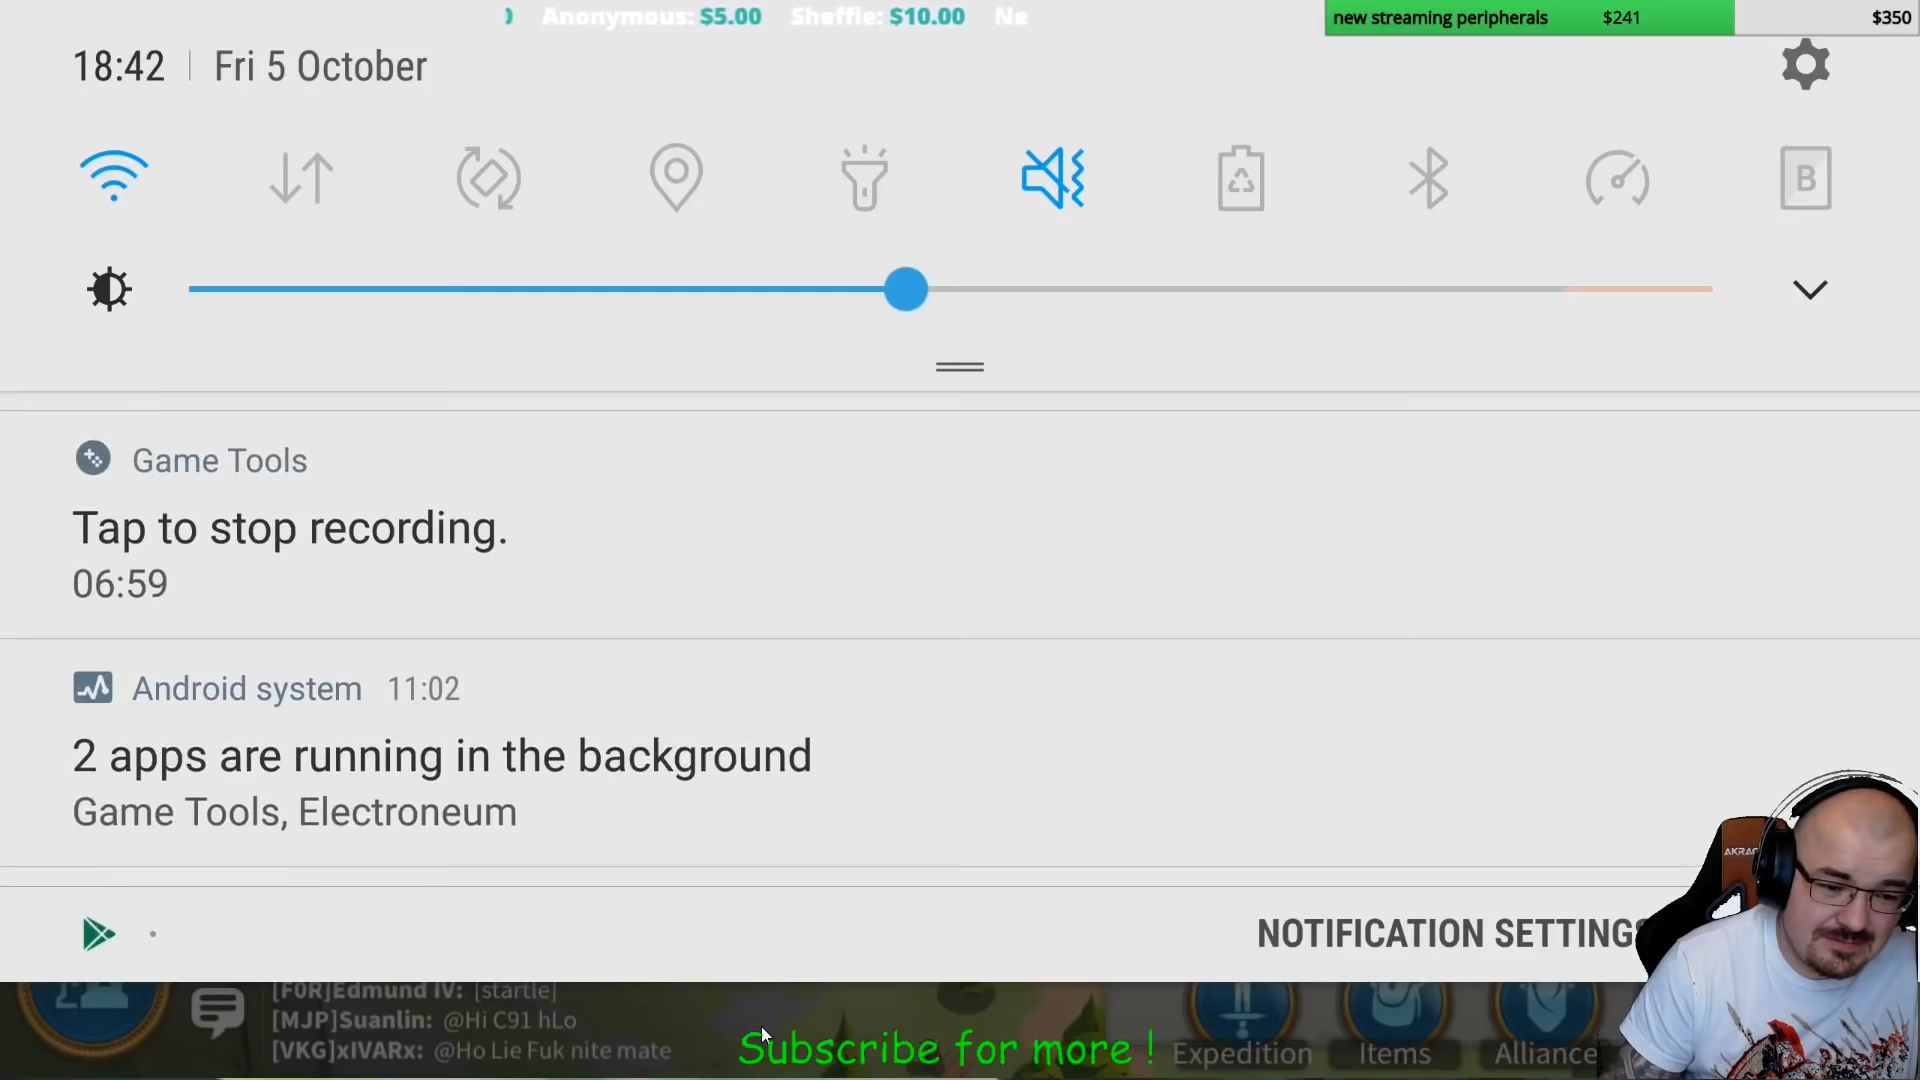 Anonymous: $5.00 Sheffie: $10.00 Ne
new streaming peripherals $241 $350
18:42 Fri 5 October
B
Game Tools
Tap to stop recording.
06:59
Android system 11:02
2 apps are running in the background
Game Tools, Electroneum
NOTIFICATION SETTINGS
[F0R]Edmund IV: [startle]
[MJP]Suanlin: @Hi C91 hLo
[VKG]xIVARx: @Ho Lie Fuk nite mate
Subscribe for more !
Expedition Items Alliance